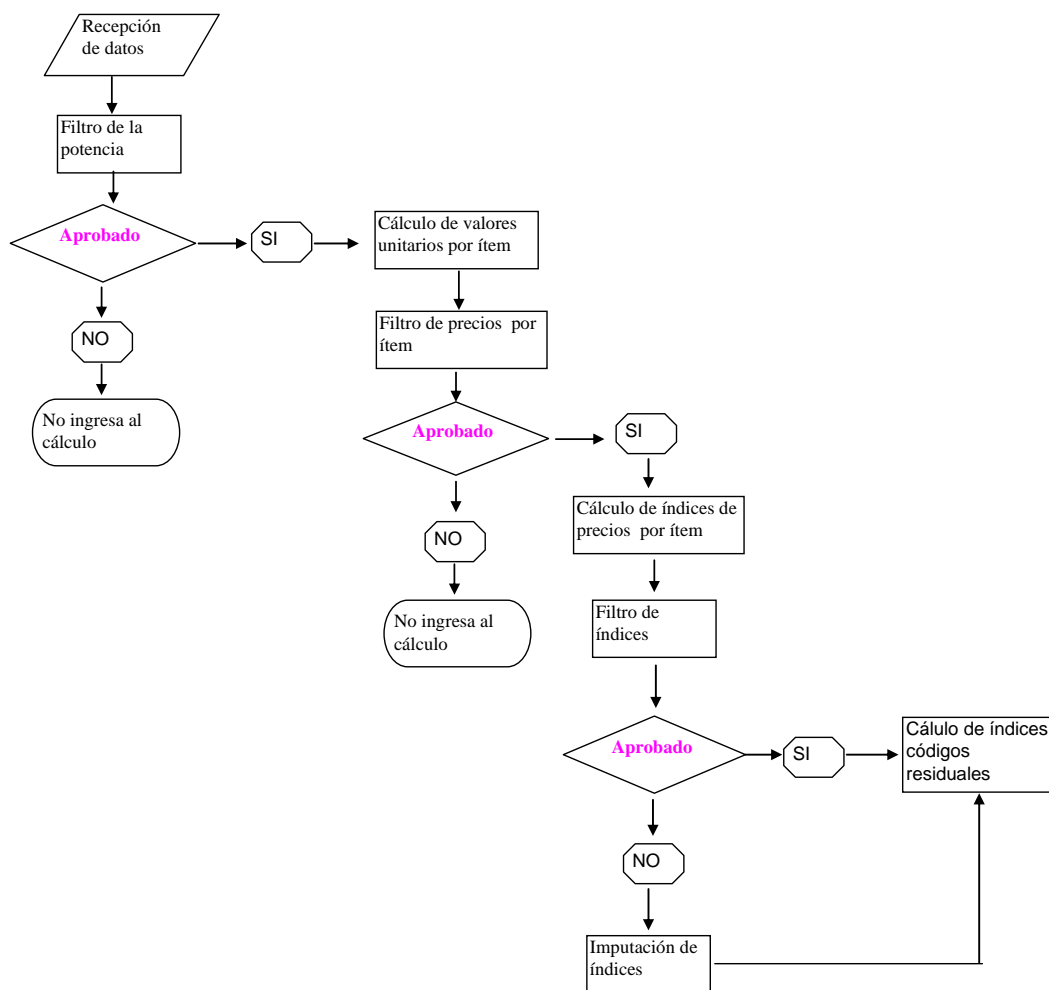 Recepción
de datos
Filtro de la
potencia
Aprobado
SI
Cálculo de valores
unitarios por ítem
NO
Filtro de precios por
ítem
No ingresa al
cálculo
Aprobado
SI
Cálculo de índices de
precios por ítem
NO
Filtro de
índices
No ingresa al
cálculo
Aprobado
SI
Cálulo de índices
códigos
residuales
NO
Imputación de
índices